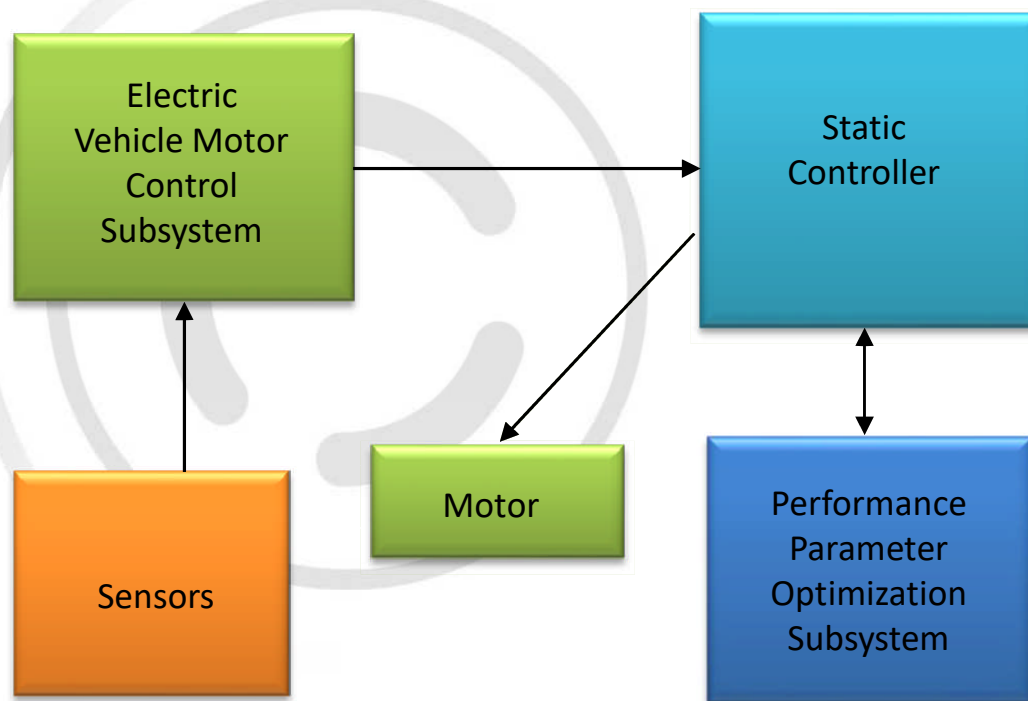 Electric
Vehicle Motor
Control
Subsystem
Static
Controller
Motor
Sensors
Performance
Parameter
Optimization
Subsystem